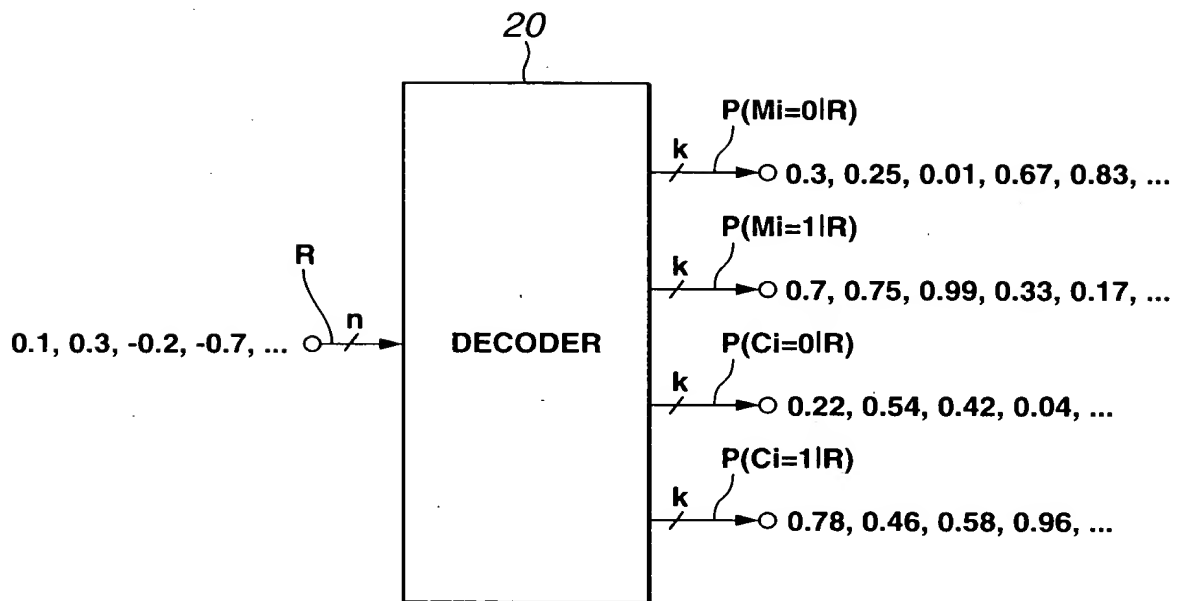 20
P(Mi=0|R)
k
0.3, 0.25, 0.01, 0.67, 0.83, ...
P(Mi=1|R)
k
0.7, 0.75, 0.99, 0.33, 0.17, ...
R
n
0.1, 0.3, -0.2, -0.7, ...
DECODER
P(Ci=0|R)
k
0.22, 0.54, 0.42, 0.04, ...
P(Ci=1|R)
k
0.78, 0.46, 0.58, 0.96, ...